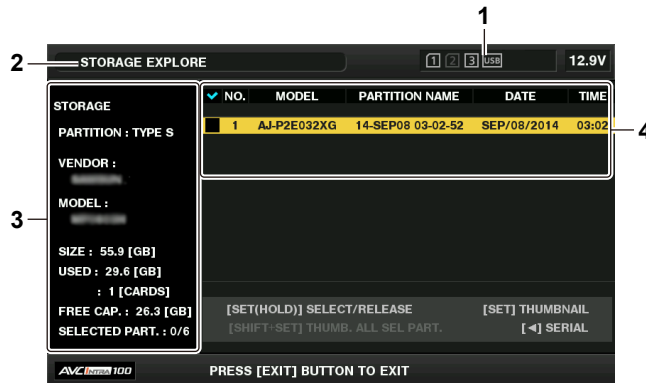 1
2
STORAGE EXPLORE
1 2 3 USB
12.9V
STORAGE
PARTITION : TYPE S
VENDOR :
MODEL :
SIZE : 55.9 [GB]
USED : 29.6 [GB]
: 1 [CARDS]
FREE CAP. : 26.3 [GB]
SELECTED PART. : 0/6
3
NO. MODEL PARTITION NAME DATE TIME
1 AJ-P2E032XG 14-SEP08 03-02-52 SEP/08/2014 03:02
4
[SET(HOLD)] SELECT/RELEASE [SET] THUMBNAIL
[SHIFT+SET] THUMB. ALL SEL PART. [◄] SERIAL
AVC INTRA 100
PRESS [EXIT] BUTTON TO EXIT